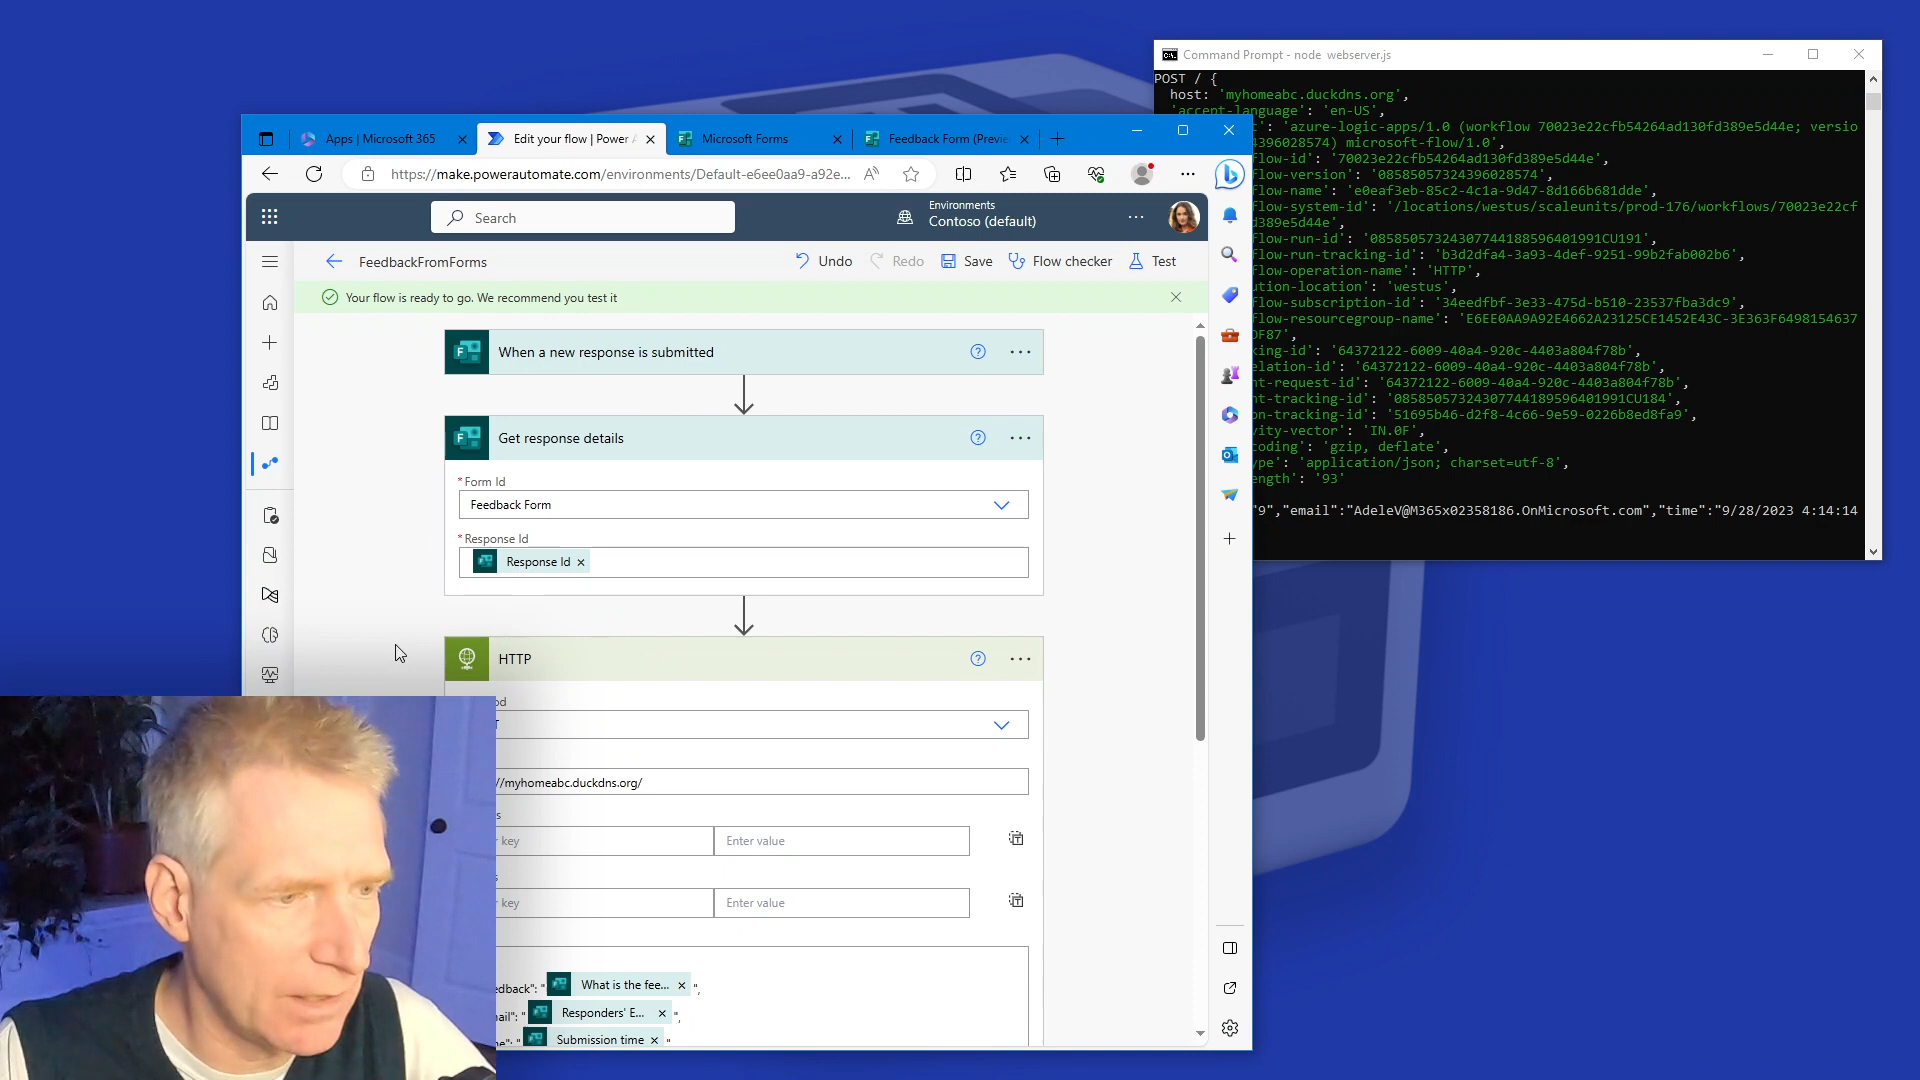 Command Prompt - node  webserver.js
POST / {
host: 'myhomeabc.duckdns.org',
'accept-language': 'en-US',
': 'azure-logic-apps/1.0 (workflow 70023e22cfb54264ad130fd389e5d44e; versio
4396028574) microsoft-flow/1.0',
flow-id': '70023e22cfb54264ad130fd389e5d44e',
flow-version': '08585057324396028574',
flow-name': 'e0eaf3eb-85c2-4c1a-9d47-8d166b681dde',
flow-system-id': '/locations/westus/scaleunits/prod-176/workflows/70023e22cf
d389e5d44e',
flow-run-id': '08585057324307744188596401991CU191',
flow-run-tracking-id': 'b3d2dfa4-3a93-4def-9251-99b2fab002b6',
flow-operation-name': 'HTTP',
ution-location': 'westus',
flow-subscription-id': '34eedfbf-3e33-475d-b510-23537fba3dc9',
flow-resourcegroup-name': 'E6EE0AA9A92E4662A23125CE1452E43C-3E363F6498154637
DF87',
king-id': '64372122-6009-40a4-920c-4403a804f78b',
elation-id': '64372122-6009-40a4-920c-4403a804f78b',
nt-request-id': '64372122-6009-40a4-920c-4403a804f78b',
nt-tracking-id': '08585057324307744189596401991CU184',
on-tracking-id': '51695b46-d2f8-4c66-9e59-0226b8ed8fa9',
vity-vector': 'IN.0F',
coding': 'gzip, deflate',
ype': 'application/json; charset=utf-8',
ength': '93'
"9","email":"AdeleV@M365x02358186.OnMicrosoft.com","time":"9/28/2023 4:14:14
Apps | Microsoft 365
Edit your flow | Power A
Microsoft Forms
Feedback Form (Previe
https://make.powerautomate.com/environments/Default-e6ee0aa9-a92e...
Search
Environments
Contoso (default)
FeedbackFromForms
Undo
Redo
Save
Flow checker
Test
Your flow is ready to go. We recommend you test it
When a new response is submitted
Get response details
* Form Id
Feedback Form
* Response Id
Response Id
HTTP
od
T
//myhomeabc.duckdns.org/
s
key
Enter value
s
key
Enter value
edback": " What is the fee... ",
nail": " Responders' E... ",
ne": " Submission time "